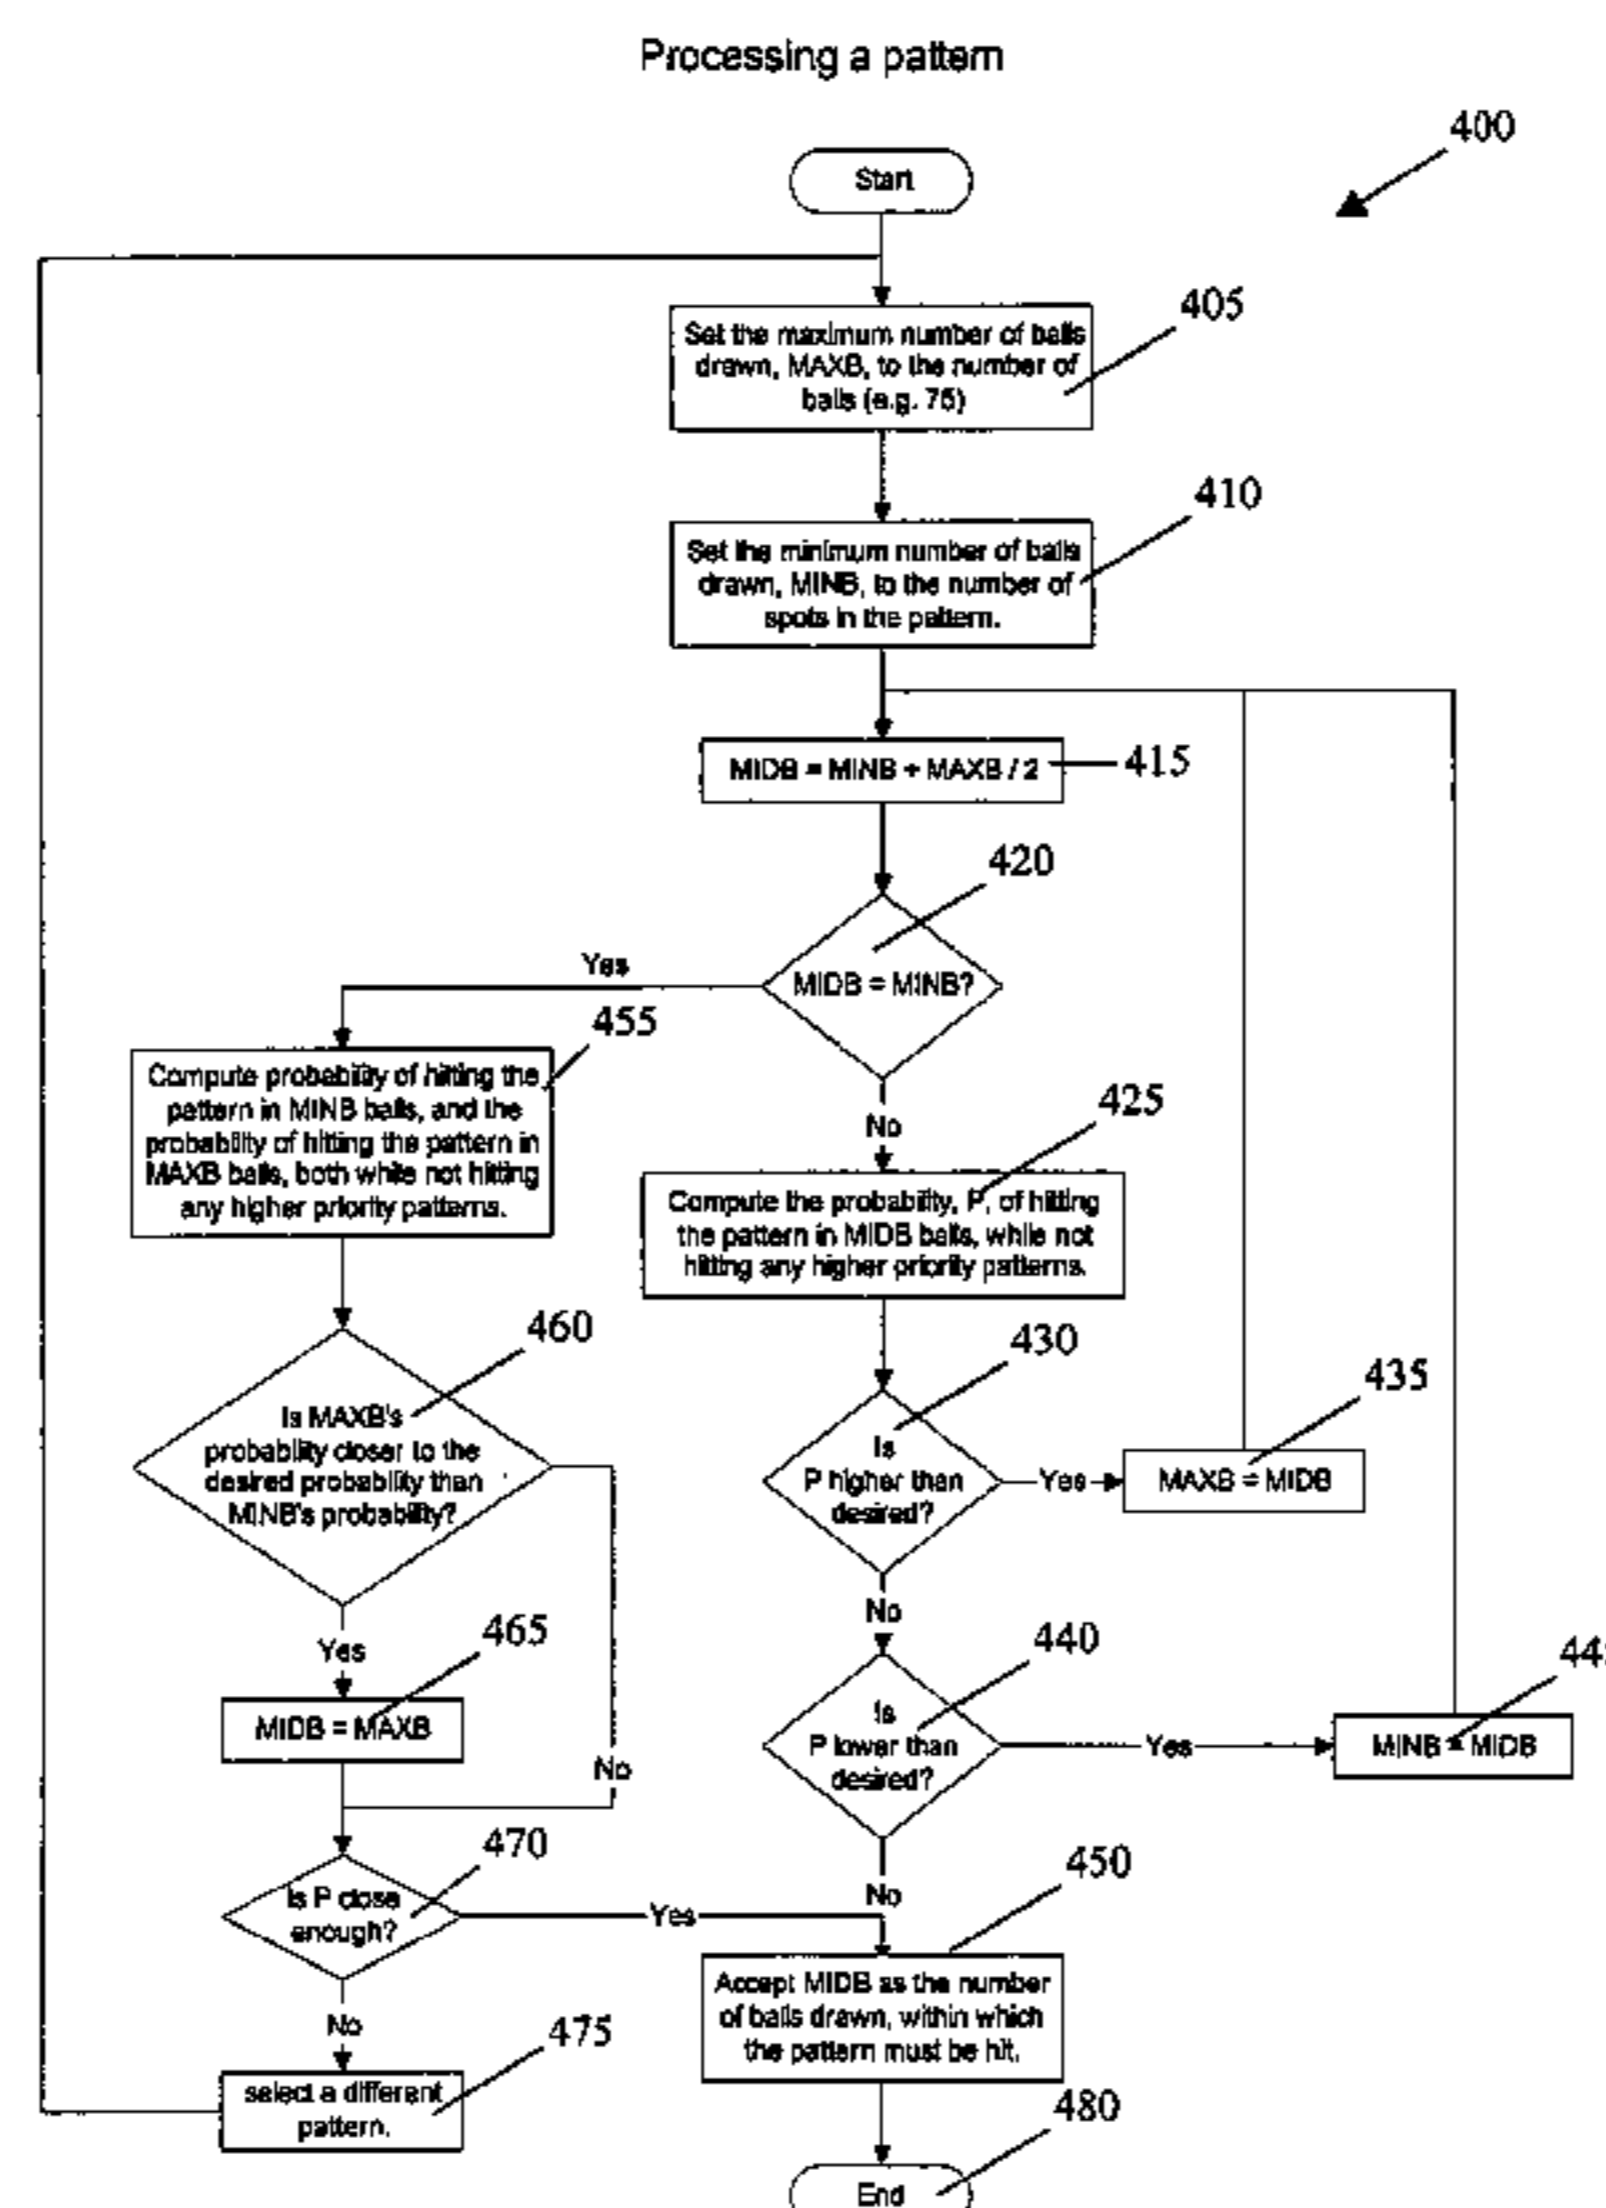 Processing a pattern
400
Start
405
Set the maximum number of balls
drawn, MAXB, to the number of
balls (e.g. 75)
410
Set the minimum number of balls
drawn, MINB, to the number of
spots in the pattern.
MIDB = MINB + MAXB / 2
415
420
MIDB = MINB?
Yes
455
Compute probability of hitting the
pattern in MINB balls, and the
probability of hitting the pattern in
MAXB balls, both while not hitting
any higher priority patterns.
No
425
Compute the probability, P, of hitting
the pattern in MIDB balls, while not
hitting any higher priority patterns.
460
Is MAXB's
probability closer to the
desired probability than
MINB's probability?
430
Is
P higher than
desired?
Yes
435
MAXB = MIDB
No
Yes
465
MIDB = MAXB
No
440
Is
P lower than
desired?
Yes
MINB = MIDB
470
Is P close
enough?
Yes
No
450
Accept MIDB as the number
of balls drawn, within which
the pattern must be hit.
No
475
select a different
pattern.
480
End